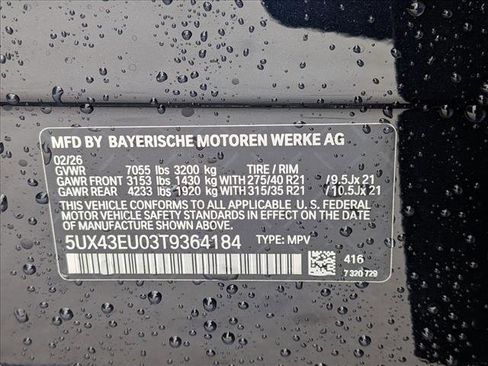 MFD BY BAYERISCHE MOTOREN WERKE AG
02/26
GVWR 7055 lbs 3200 kg TIRE / RIM
GAWR FRONT 3153 lbs 1430 kg WITH 275/40 R21 /9.5Jx 21
GAWR REAR 4233 lbs 1920 kg WITH 315/35 R21 /10.5Jx 21
THIS VEHICLE CONFORMS TO ALL APPLICABLE U. S. FEDERAL
MOTOR VEHICLE SAFETY STANDARDS IN EFFECT ON THE DATE
OF MANUFACTURE SHOWN ABOVE.
5UX43EU03T9364184 TYPE: MPV
416
7 320 729